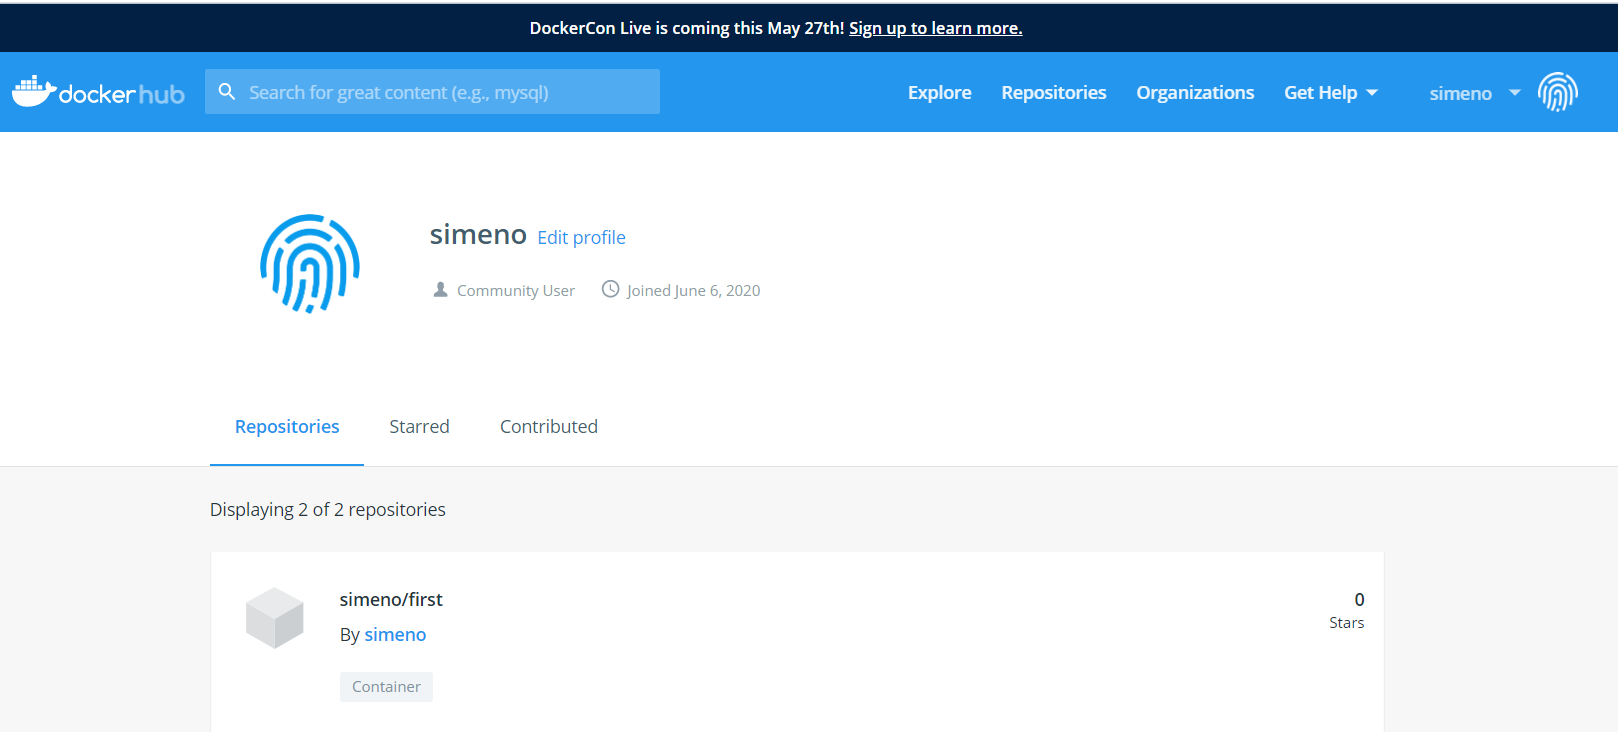 DockerCon Live is coming this May 27th! Sign up to learn more.
dockerhub Search for great content (e.g., mysql) Explore Repositories Organizations Get Help simeno
simeno Edit profile
Community User Joined June 6, 2020
Repositories Starred Contributed
Displaying 2 of 2 repositories
simeno/first 0
Stars
By simeno
Container